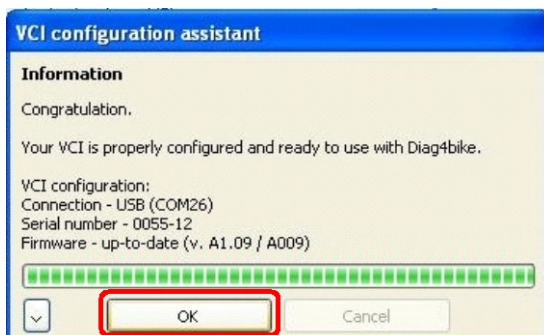 VCI configuration assistant
Information
Congratulation.
Your VCI is properly configured and ready to use with Diag4bike.
VCI configuration:
Connection - USB (COM26)
Serial number - 0055-12
Firmware - up-to-date (v. A1.09 / A009)
OK
Cancel